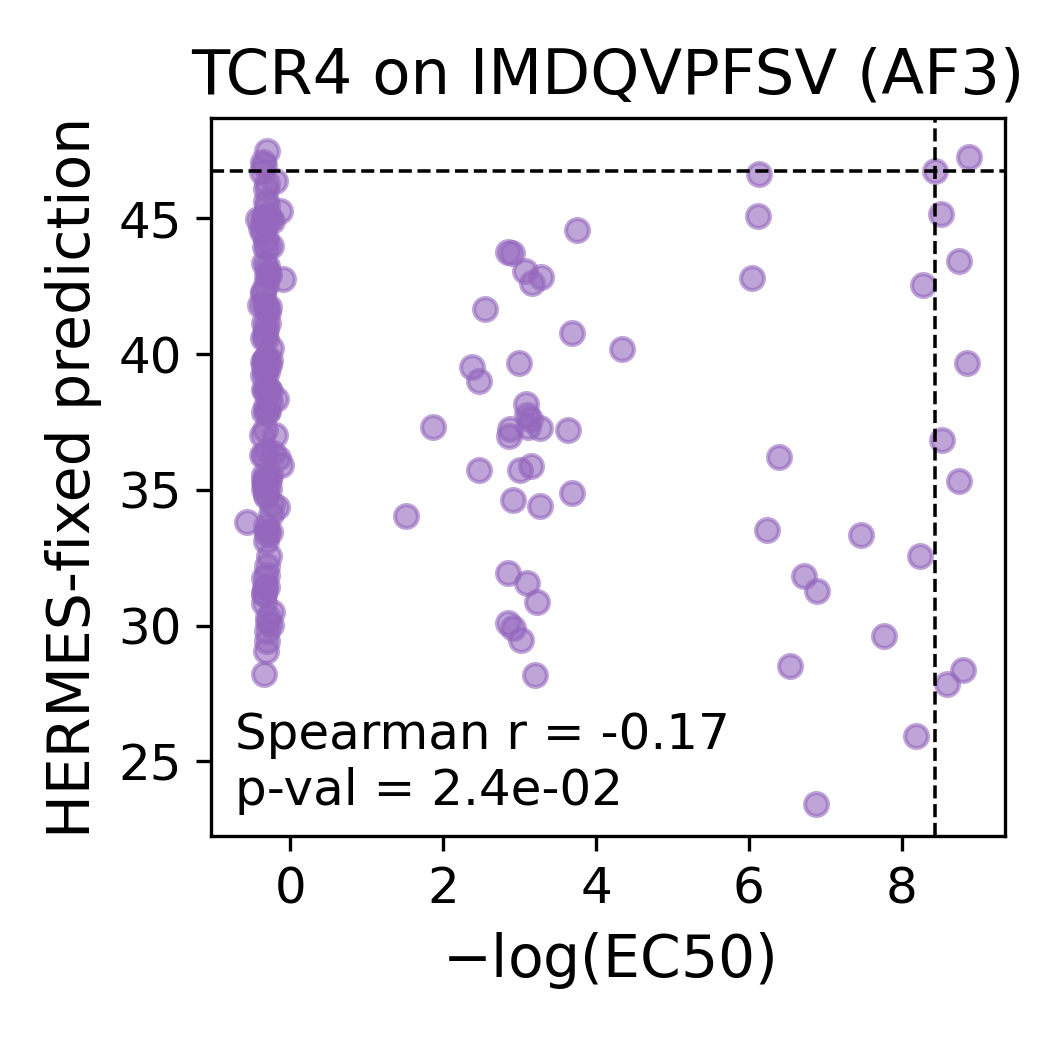 TCR4 on IMDQVPFSV (AF3)
HERMES-fixed prediction
45
40
35
30
25
Spearman r = -0.17
p-val = 2.4e-02
0 2 4 6 8
−log(EC50)